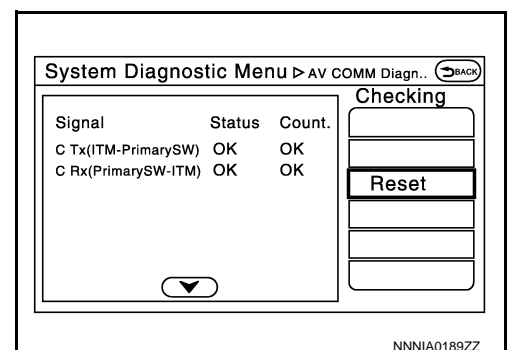 System Diagnostic Menu ▷ AV COMM Diagn.. BACK
Checking
Signal Status Count.
C Tx(ITM-PrimarySW) OK OK
C Rx(PrimarySW-ITM) OK OK
Reset
NNNIA0189ZZ